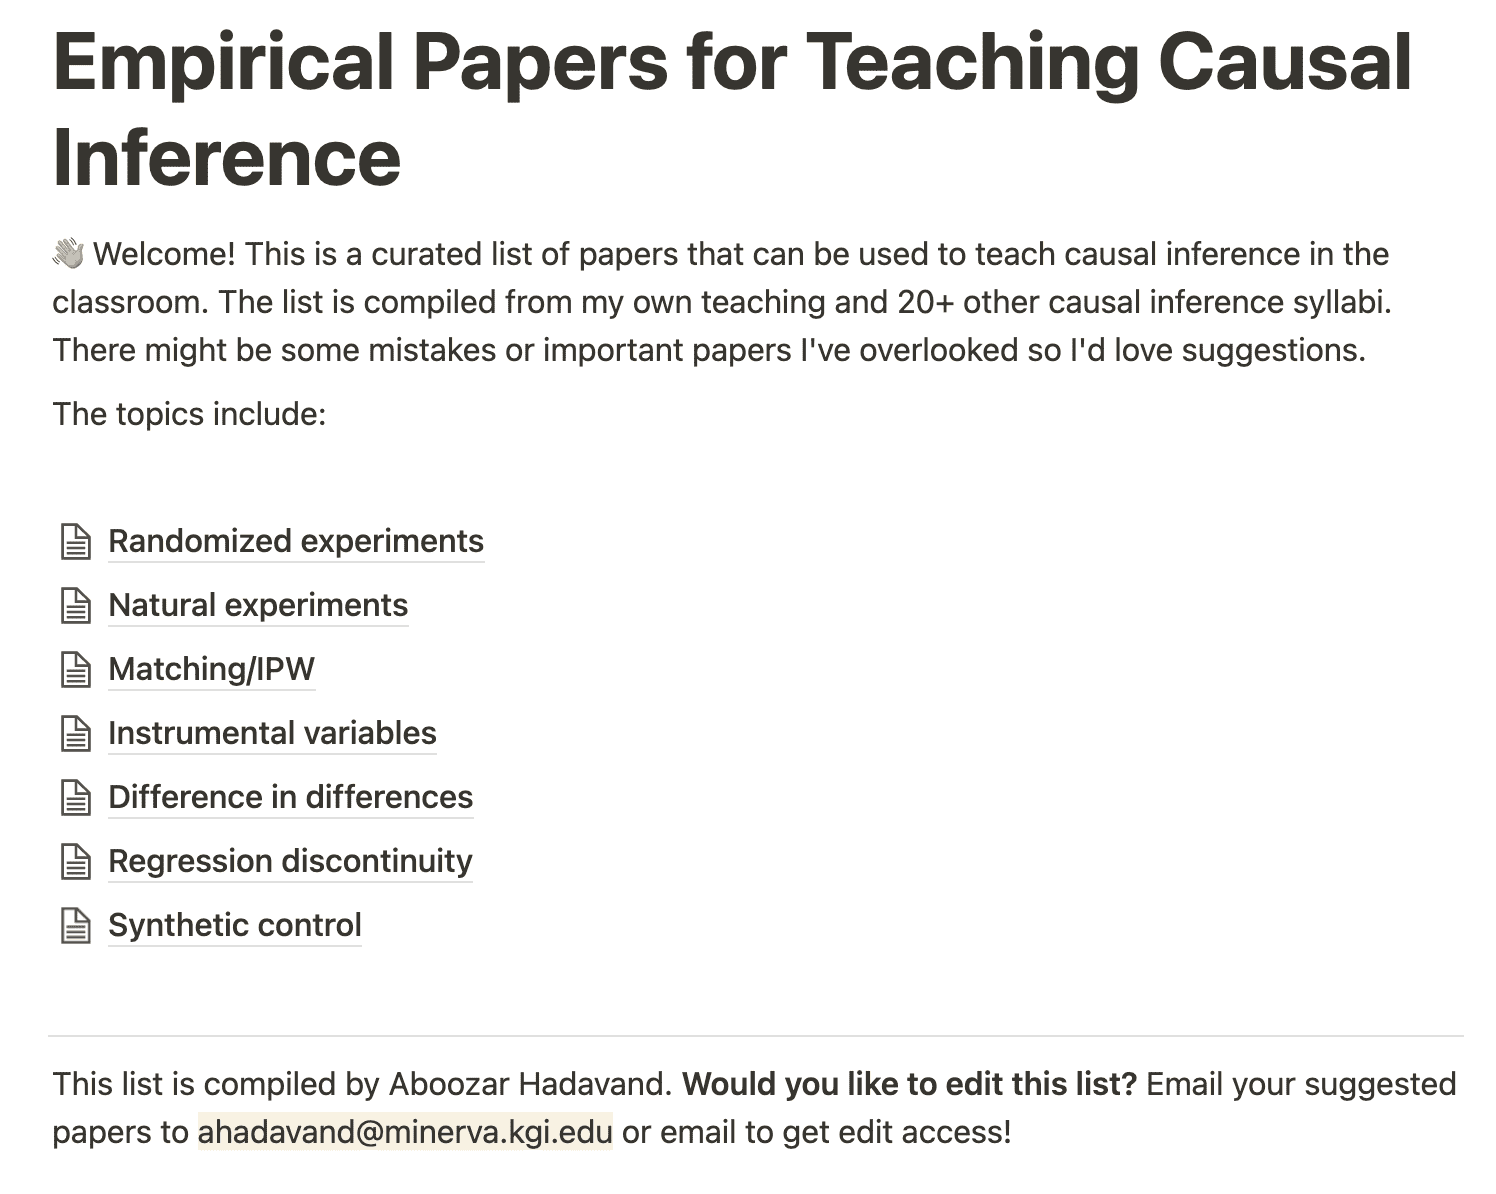 Empirical Papers for Teaching Causal
Inference
👋 Welcome! This is a curated list of papers that can be used to teach causal inference in the
classroom. The list is compiled from my own teaching and 20+ other causal inference syllabi.
There might be some mistakes or important papers I've overlooked so I'd love suggestions.
The topics include:
Randomized experiments
Natural experiments
Matching/IPW
Instrumental variables
Difference in differences
Regression discontinuity
Synthetic control
This list is compiled by Aboozar Hadavand. Would you like to edit this list? Email your suggested
papers to ahadavand@minerva.kgi.edu or email to get edit access!